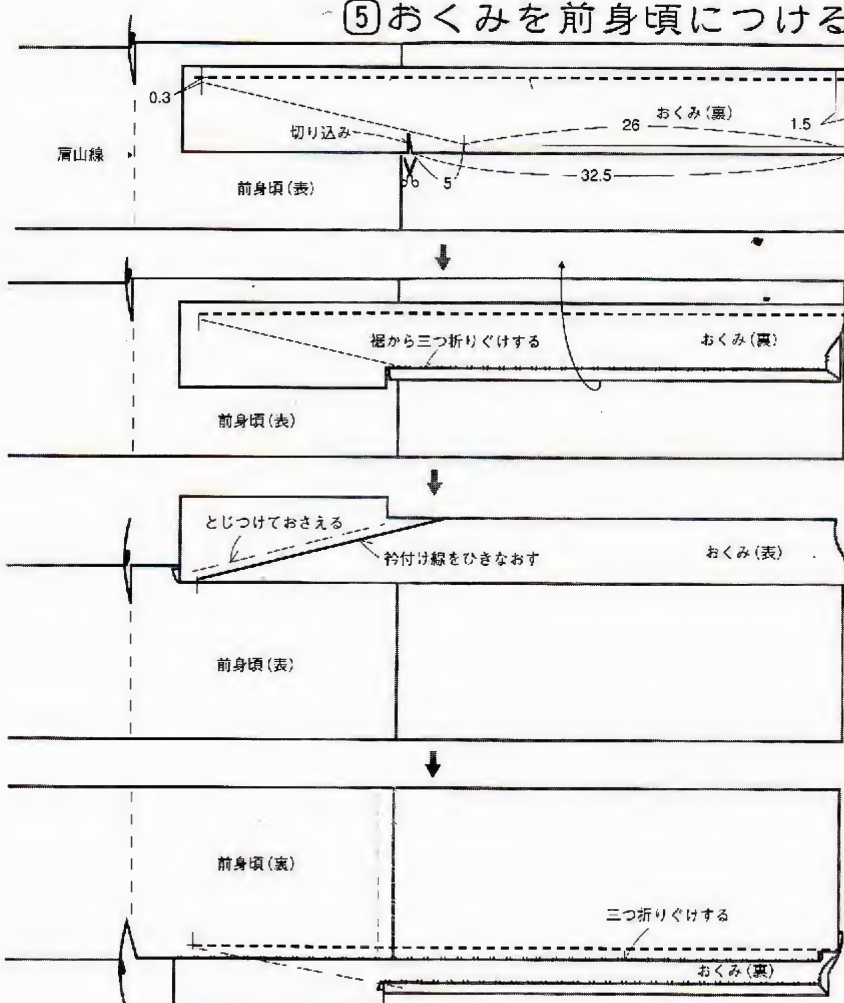 ⑤おくみを前身頃につける
0.3
おくみ(裏)
26
1.5
切り込み
肩山線
5
32.5
前身頃(表)
裾から三つ折りぐけする
おくみ(裏)
前身頃(表)
とじつけておさえる
衿付け線をひきなおす
おくみ(表)
前身頃(表)
前身頃(裏)
三つ折りぐけする
おくみ(裏)